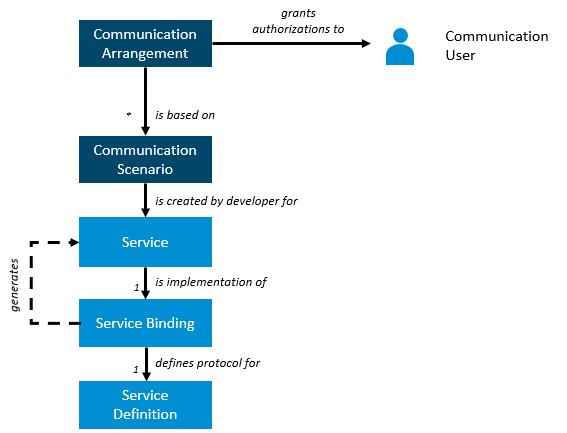 Communication
Arrangement
grants
authorizations to
Communication
User
* is based on
Communication
Scenario
is created by developer for
Service
generates
1 is implementation of
Service Binding
1 defines protocol for
Service
Definition